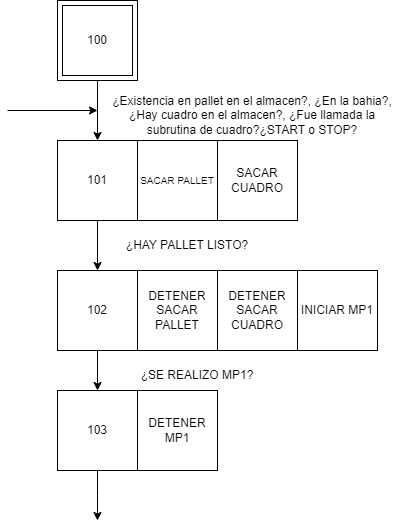 100
¿Existencia en pallet en el almacen?, ¿En la bahia?,
¿Hay cuadro en el almacen?, ¿Fue llamada la
subrutina de cuadro?¿START o STOP?
101
SACAR PALLET
SACAR
CUADRO
¿HAY PALLET LISTO?
102
DETENER
SACAR
PALLET
DETENER
SACAR
CUADRO
INICIAR MP1
¿SE REALIZO MP1?
103
DETENER
MP1